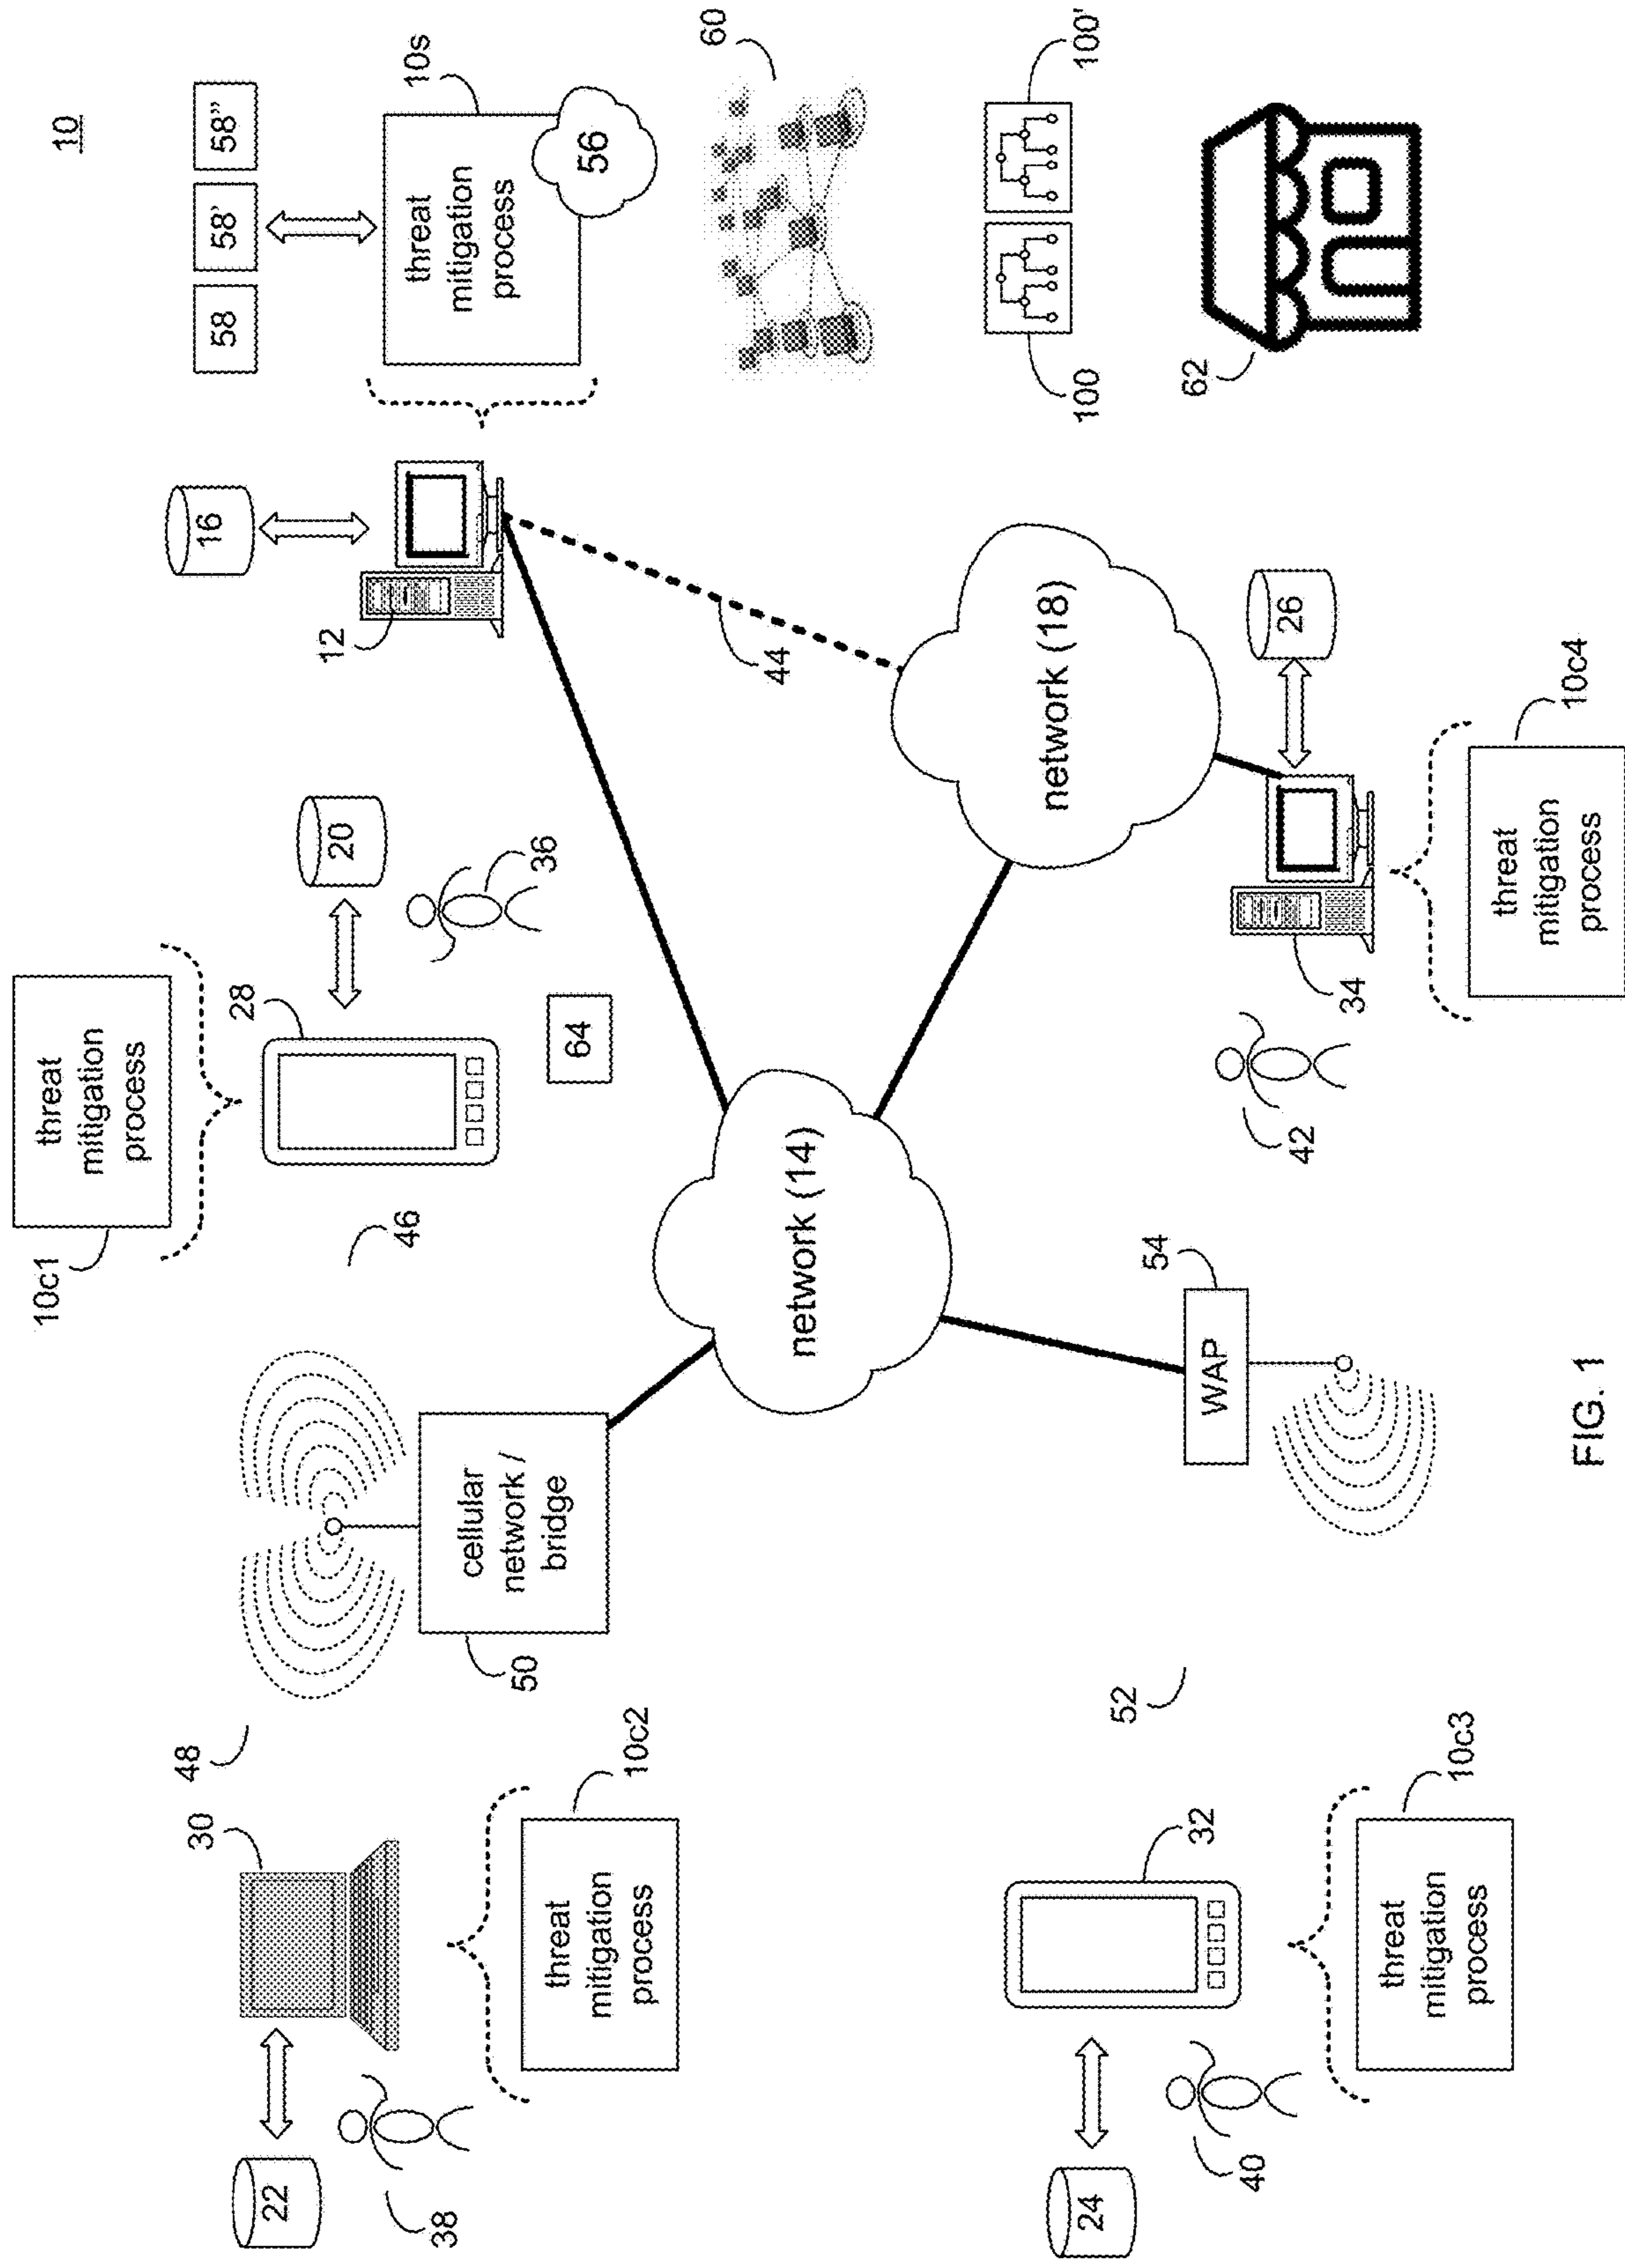 10
58
58'
58"
10s
threat
mitigation
process
56
16
12
60
100
100'
62
44
10c1
threat
mitigation
process
28
20
36
64
46
48
30
22
38
10c2
threat
mitigation
process
cellular
network /
bridge
50
network (14)
network (18)
26
34
42
10c4
threat
mitigation
process
54
WAP
52
32
24
40
10c3
threat
mitigation
process
FIG. 1